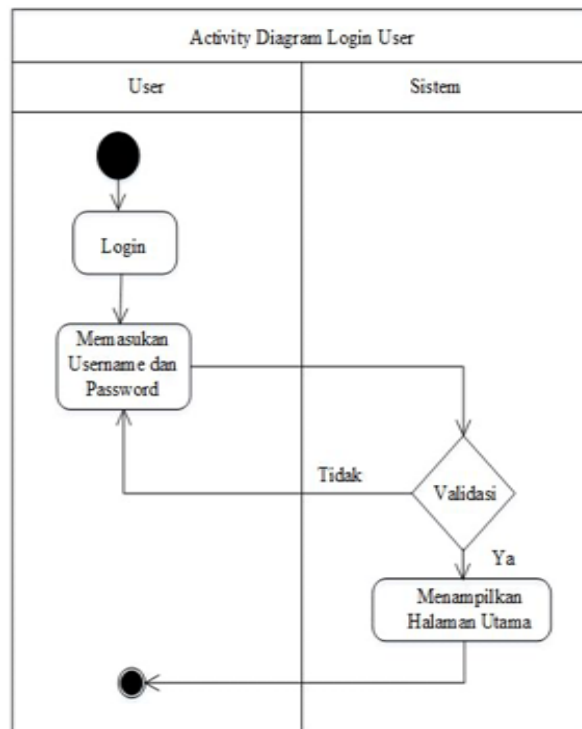 Activity Diagram Login User
User
Sistem
Login
Memasukan
Username dan
Password
Tidak
Validasi
Ya
Menampilkan
Halaman Utama